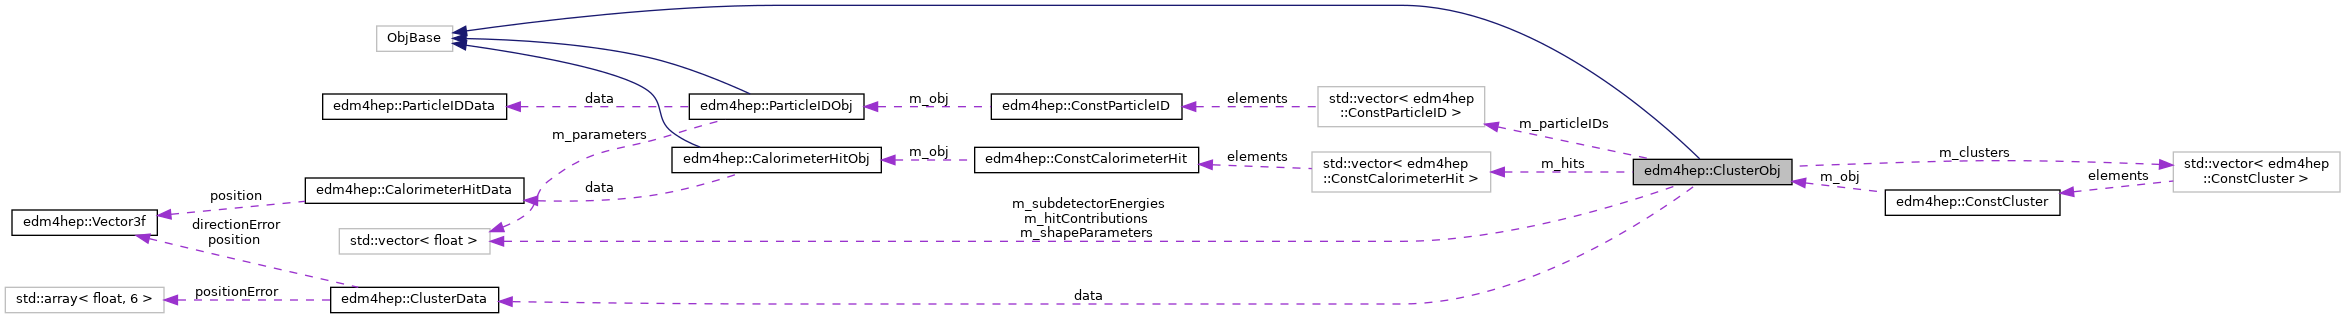 ObjBase
edm4hep::ParticleIDData
data
edm4hep::ParticleIDObj
m_obj
edm4hep::ConstParticleID
elements
std::vector< edm4hep
::ConstParticleID >
m_particleIDs
m_parameters
edm4hep::CalorimeterHitObj
m_obj
edm4hep::ConstCalorimeterHit
elements
std::vector< edm4hep
::ConstCalorimeterHit >
m_hits
edm4hep::ClusterObj
m_clusters
std::vector< edm4hep
::ConstCluster >
m_obj
elements
edm4hep::ConstCluster
position
edm4hep::CalorimeterHitData
data
edm4hep::Vector3f
directionError
position
std::vector< float >
m_subdetectorEnergies
m_hitContributions
m_shapeParameters
std::array< float, 6 >
positionError
edm4hep::ClusterData
data